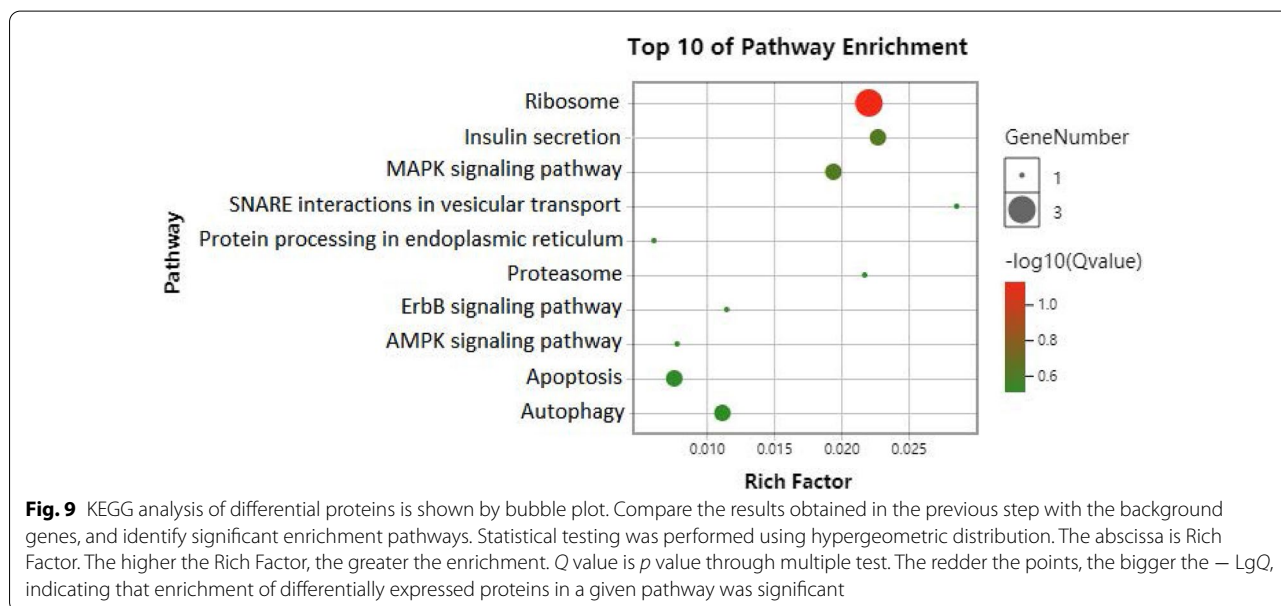 Top 10 of Pathway Enrichment
Pathway
Ribosome
Insulin secretion
MAPK signaling pathway
SNARE interactions in vesicular transport
Protein processing in endoplasmic reticulum
Proteasome
ErbB signaling pathway
AMPK signaling pathway
Apoptosis
Autophagy
0.010 0.015 0.020 0.025
Rich Factor
GeneNumber
1
3
-log10(Qvalue)
1.0
0.8
0.6
Fig. 9 KEGG analysis of differential proteins is shown by bubble plot. Compare the results obtained in the previous step with the background
genes, and identify significant enrichment pathways. Statistical testing was performed using hypergeometric distribution. The abscissa is Rich
Factor. The higher the Rich Factor, the greater the enrichment. Q value is p value through multiple test. The redder the points, the bigger the — LgQ,
indicating that enrichment of differentially expressed proteins in a given pathway was significant